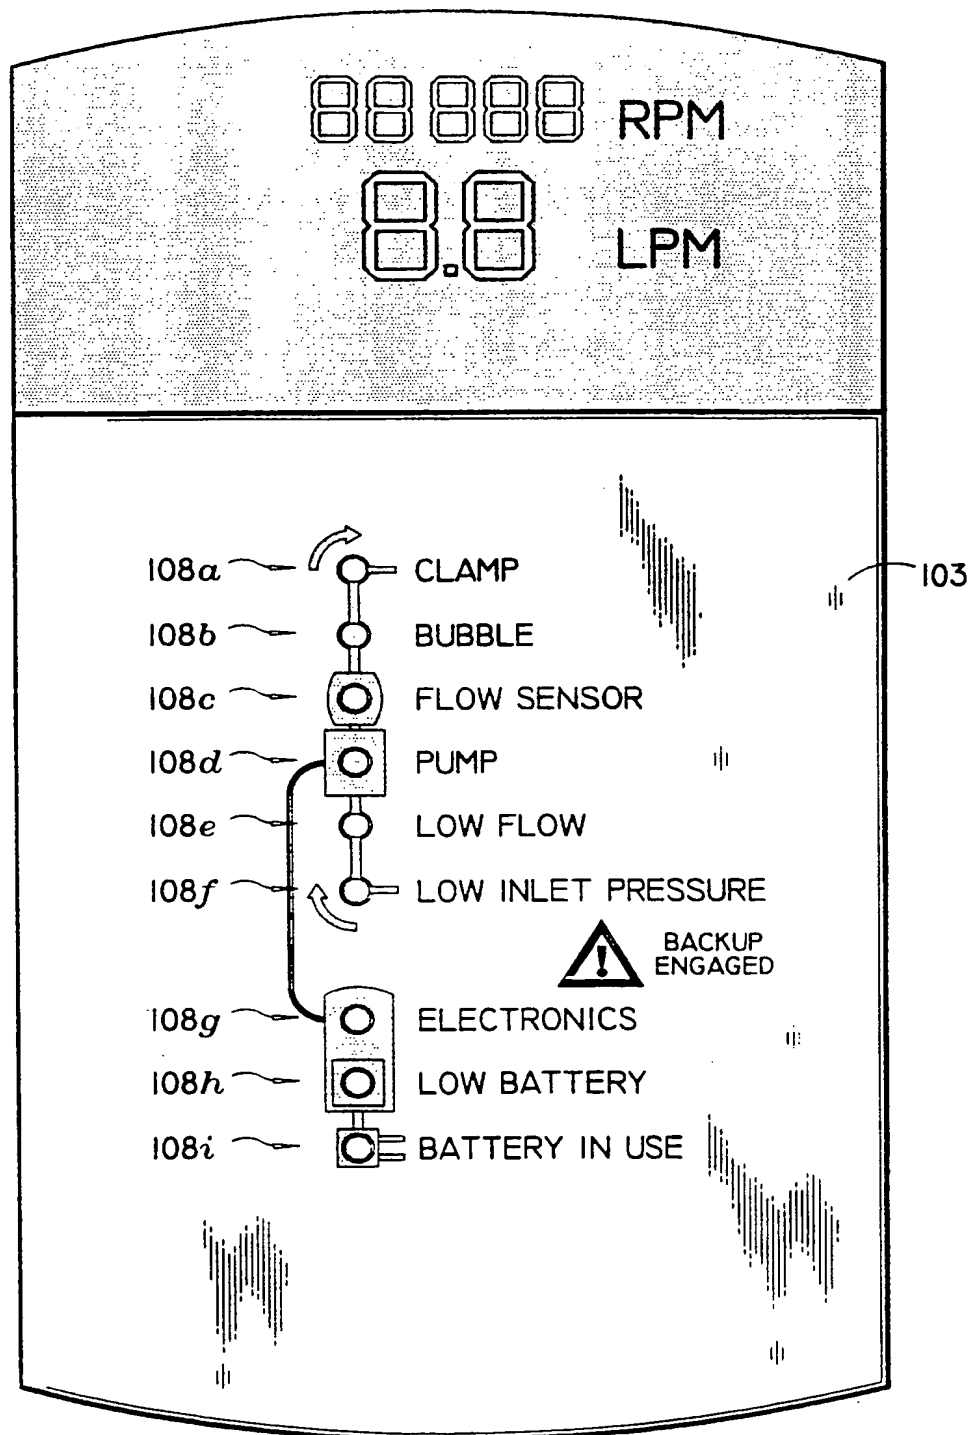 88 888 RPM
8.8 LPM
108a CLAMP
103
108b BUBBLE
108c FLOW SENSOR
108d PUMP
108e LOW FLOW
108f LOW INLET PRESSURE
! BACKUP
ENGAGED
108g ELECTRONICS
108h LOW BATTERY
108i BATTERY IN USE